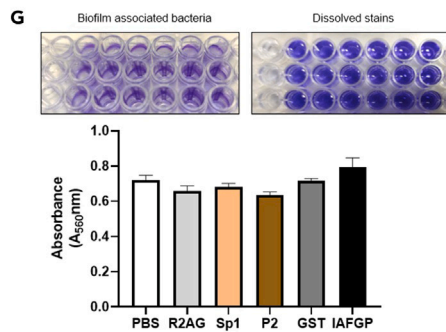 G
Biofilm associated bacteria
Dissolved stains
Absorbance
(A560nm)
1.0
0.8
0.6
0.4
0.2
0.0
PBS R2AG Sp1 P2 GST IAFGP